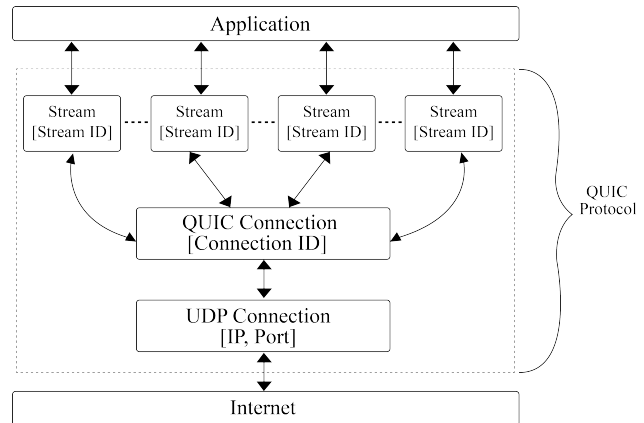 Application
Stream
[Stream ID]
Stream
[Stream ID]
Stream
[Stream ID]
Stream
[Stream ID]
QUIC Connection
[Connection ID]
QUIC
Protocol
UDP Connection
[IP, Port]
Internet